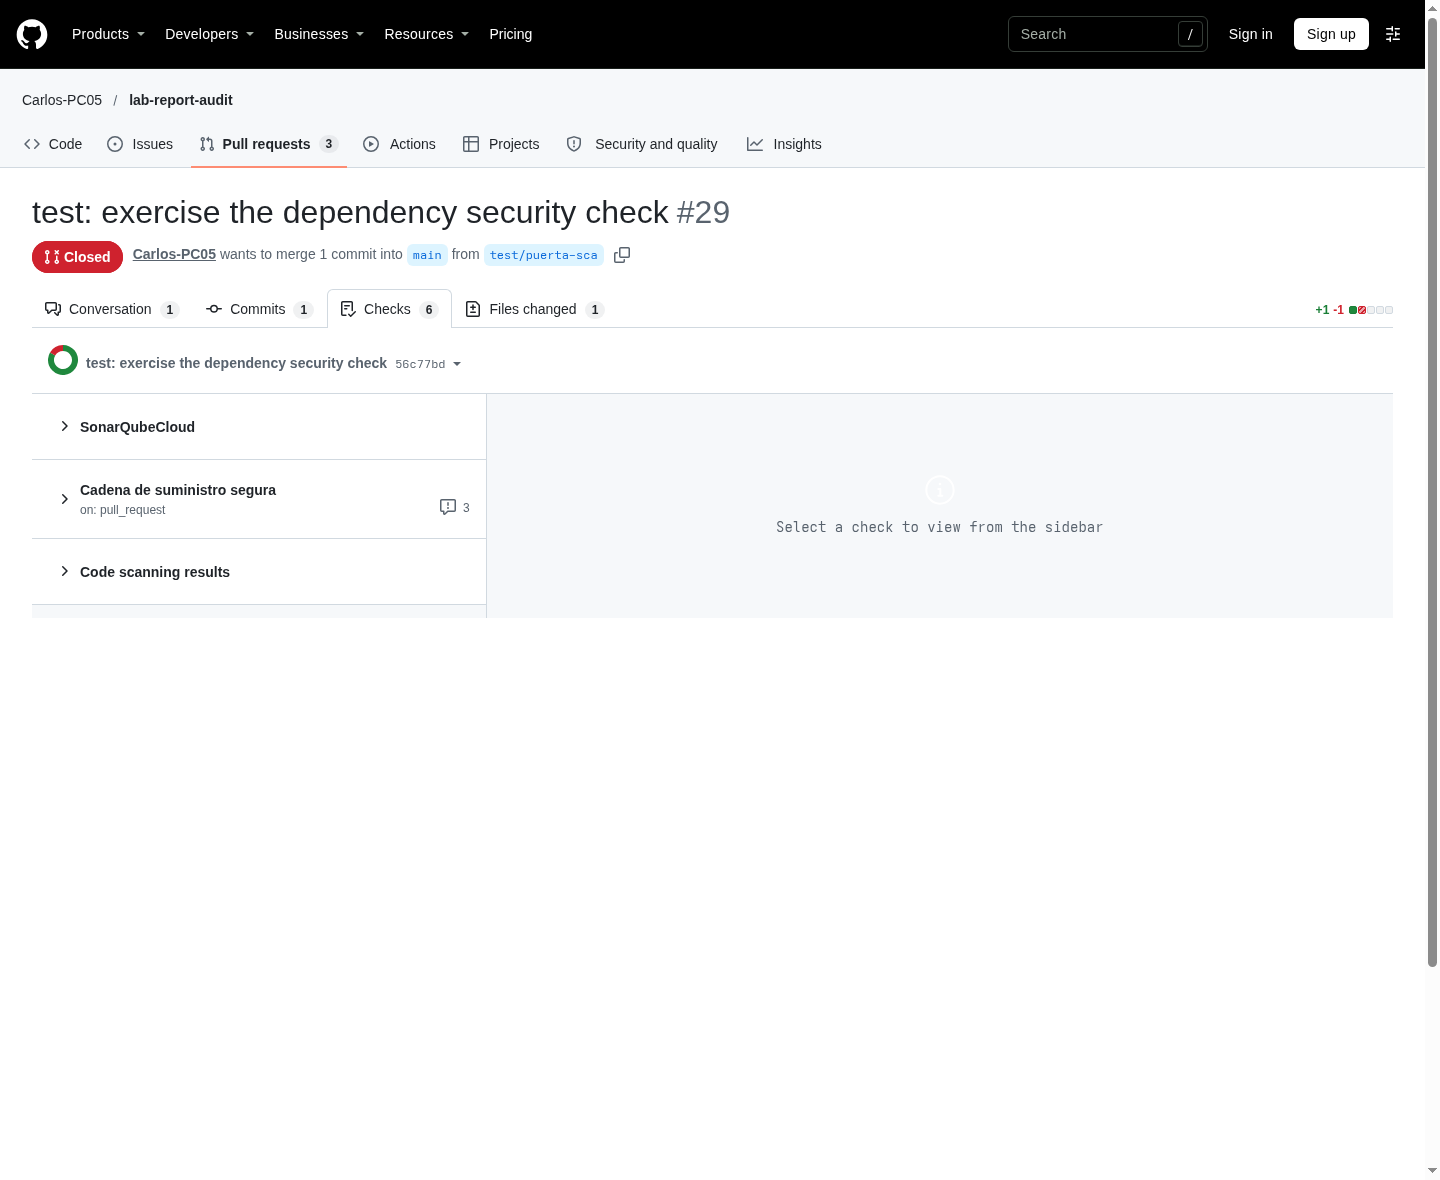 Products Developers Businesses Resources Pricing Search / Sign in Sign up
Carlos-PC05 / lab-report-audit
Code Issues Pull requests 3 Actions Projects Security and quality Insights
test: exercise the dependency security check #29
Closed Carlos-PC05 wants to merge 1 commit into main from test/puerta-sca
Conversation 1 Commits 1 Checks 6 Files changed 1 +1 -1
test: exercise the dependency security check 56c77bd
SonarQubeCloud
Cadena de suministro segura
on: pull_request 3
Code scanning results
Select a check to view from the sidebar